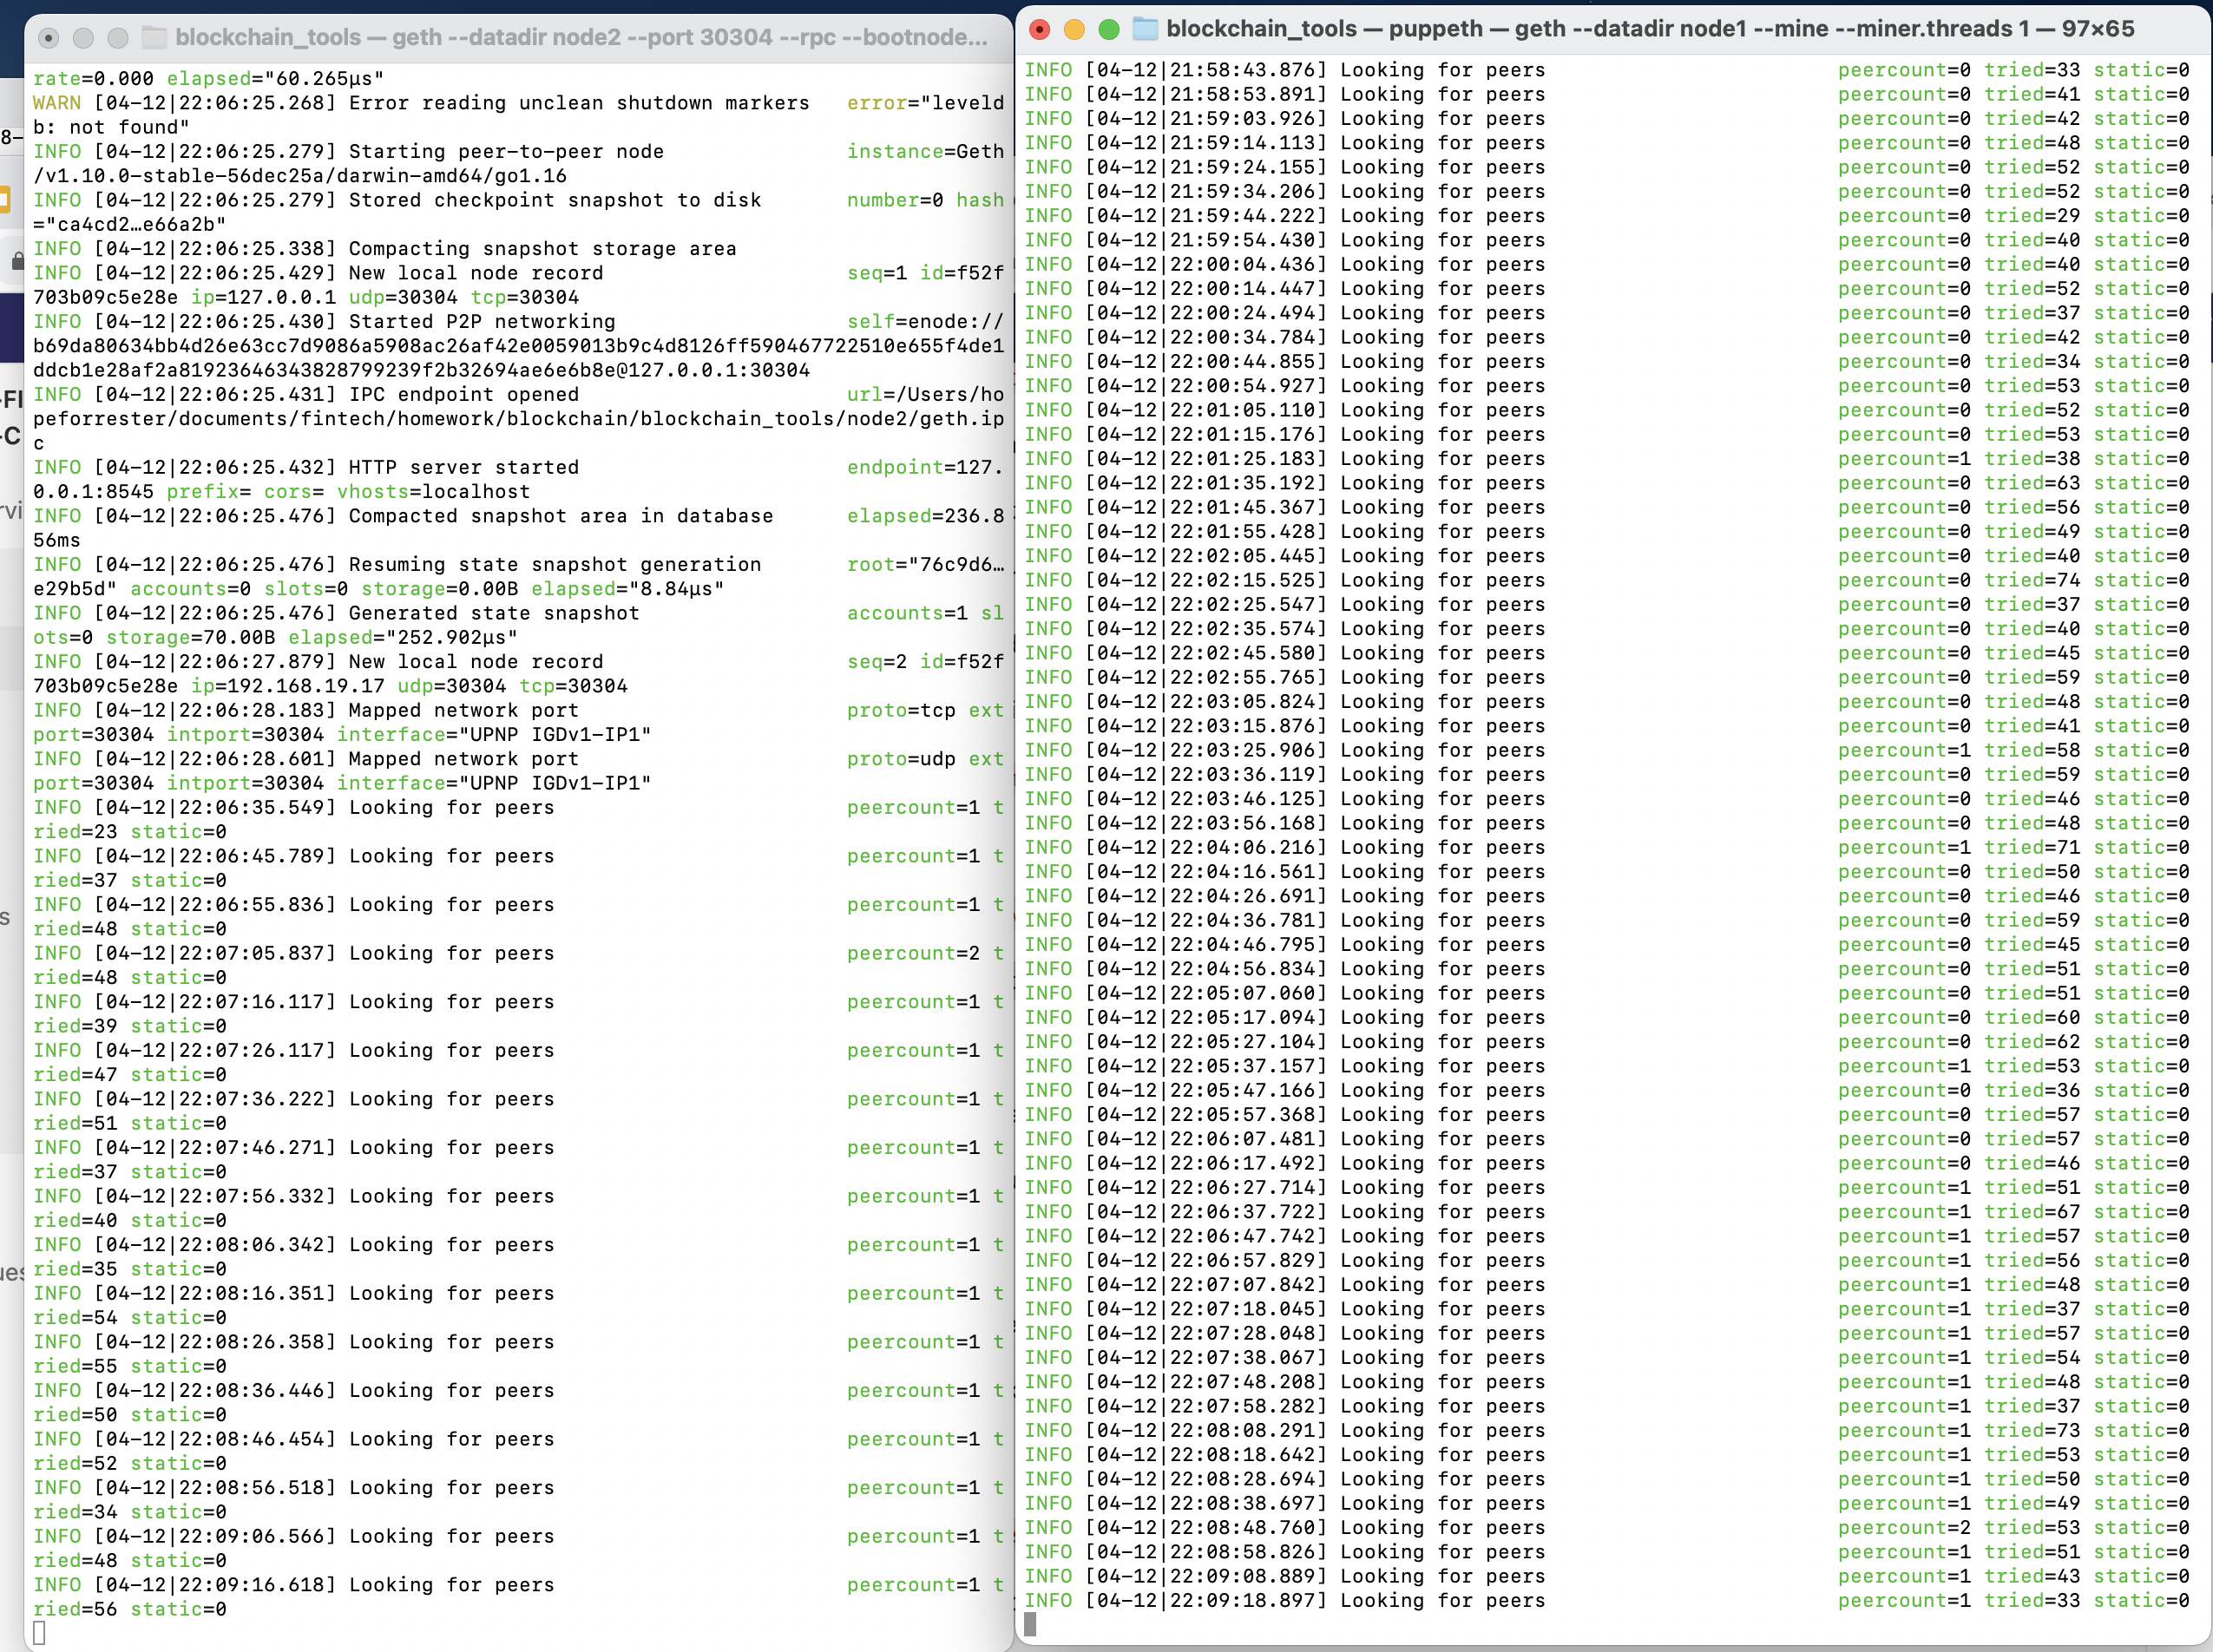 blockchain_tools — geth --datadir node2 --port 30304 --rpc --bootnode...
rate=0.000 elapsed="60.265µs"
WARN [04-12|22:06:25.268] Error reading unclean shutdown markers error="leveld
b: not found"
INFO [04-12|22:06:25.279] Starting peer-to-peer node instance=Geth
/v1.10.0-stable-56dec25a/darwin-amd64/go1.16
INFO [04-12|22:06:25.279] Stored checkpoint snapshot to disk number=0 hash
="ca4cd2…e66a2b"
INFO [04-12|22:06:25.338] Compacting snapshot storage area
INFO [04-12|22:06:25.429] New local node record seq=1 id=f52f
703b09c5e28e ip=127.0.0.1 udp=30304 tcp=30304
INFO [04-12|22:06:25.430] Started P2P networking self=enode://
b69da80634bb4d26e63cc7d9086a5908ac26af42e0059013b9c4d8126ff590467722510e655f4de1
ddcb1e28af2a81923646343828799239f2b32694ae6e6b8e@127.0.0.1:30304
INFO [04-12|22:06:25.431] IPC endpoint opened url=/Users/ho
peforrester/documents/fintech/homework/blockchain/blockchain_tools/node2/geth.ip
c
INFO [04-12|22:06:25.432] HTTP server started endpoint=127.
0.0.1:8545 prefix= cors= vhosts=localhost
INFO [04-12|22:06:25.476] Compacted snapshot area in database elapsed=236.8
56ms
INFO [04-12|22:06:25.476] Resuming state snapshot generation root="76c9d6…
e29b5d" accounts=0 slots=0 storage=0.00B elapsed="8.84µs"
INFO [04-12|22:06:25.476] Generated state snapshot accounts=1 sl
ots=0 storage=70.00B elapsed="252.902µs"
INFO [04-12|22:06:27.879] New local node record seq=2 id=f52f
703b09c5e28e ip=192.168.19.17 udp=30304 tcp=30304
INFO [04-12|22:06:28.183] Mapped network port proto=tcp ext
port=30304 intport=30304 interface="UPNP IGDv1-IP1"
INFO [04-12|22:06:28.601] Mapped network port proto=udp ext
port=30304 intport=30304 interface="UPNP IGDv1-IP1"
INFO [04-12|22:06:35.549] Looking for peers peercount=1 t
ried=23 static=0
INFO [04-12|22:06:45.789] Looking for peers peercount=1 t
ried=37 static=0
INFO [04-12|22:06:55.836] Looking for peers peercount=1 t
ried=48 static=0
INFO [04-12|22:07:05.837] Looking for peers peercount=2 t
ried=48 static=0
INFO [04-12|22:07:16.117] Looking for peers peercount=1 t
ried=39 static=0
INFO [04-12|22:07:26.117] Looking for peers peercount=1 t
ried=47 static=0
INFO [04-12|22:07:36.222] Looking for peers peercount=1 t
ried=51 static=0
INFO [04-12|22:07:46.271] Looking for peers peercount=1 t
ried=37 static=0
INFO [04-12|22:07:56.332] Looking for peers peercount=1 t
ried=40 static=0
INFO [04-12|22:08:06.342] Looking for peers peercount=1 t
ried=35 static=0
INFO [04-12|22:08:16.351] Looking for peers peercount=1 t
ried=54 static=0
INFO [04-12|22:08:26.358] Looking for peers peercount=1 t
ried=55 static=0
INFO [04-12|22:08:36.446] Looking for peers peercount=1 t
ried=50 static=0
INFO [04-12|22:08:46.454] Looking for peers peercount=1 t
ried=52 static=0
INFO [04-12|22:08:56.518] Looking for peers peercount=1 t
ried=34 static=0
INFO [04-12|22:09:06.566] Looking for peers peercount=1 t
ried=48 static=0
INFO [04-12|22:09:16.618] Looking for peers peercount=1 t
ried=56 static=0
blockchain_tools — puppeth — geth --datadir node1 --mine --miner.threads 1 — 97×65
INFO [04-12|21:58:43.876] Looking for peers peercount=0 tried=33 static=0
INFO [04-12|21:58:53.891] Looking for peers peercount=0 tried=41 static=0
INFO [04-12|21:59:03.926] Looking for peers peercount=0 tried=42 static=0
INFO [04-12|21:59:14.113] Looking for peers peercount=0 tried=48 static=0
INFO [04-12|21:59:24.155] Looking for peers peercount=0 tried=52 static=0
INFO [04-12|21:59:34.206] Looking for peers peercount=0 tried=52 static=0
INFO [04-12|21:59:44.222] Looking for peers peercount=0 tried=29 static=0
INFO [04-12|21:59:54.430] Looking for peers peercount=0 tried=40 static=0
INFO [04-12|22:00:04.436] Looking for peers peercount=0 tried=40 static=0
INFO [04-12|22:00:14.447] Looking for peers peercount=0 tried=52 static=0
INFO [04-12|22:00:24.494] Looking for peers peercount=0 tried=37 static=0
INFO [04-12|22:00:34.784] Looking for peers peercount=0 tried=42 static=0
INFO [04-12|22:00:44.855] Looking for peers peercount=0 tried=34 static=0
INFO [04-12|22:00:54.927] Looking for peers peercount=0 tried=53 static=0
INFO [04-12|22:01:05.110] Looking for peers peercount=0 tried=52 static=0
INFO [04-12|22:01:15.176] Looking for peers peercount=0 tried=53 static=0
INFO [04-12|22:01:25.183] Looking for peers peercount=1 tried=38 static=0
INFO [04-12|22:01:35.192] Looking for peers peercount=0 tried=63 static=0
INFO [04-12|22:01:45.367] Looking for peers peercount=0 tried=56 static=0
INFO [04-12|22:01:55.428] Looking for peers peercount=0 tried=49 static=0
INFO [04-12|22:02:05.445] Looking for peers peercount=0 tried=40 static=0
INFO [04-12|22:02:15.525] Looking for peers peercount=0 tried=74 static=0
INFO [04-12|22:02:25.547] Looking for peers peercount=0 tried=37 static=0
INFO [04-12|22:02:35.574] Looking for peers peercount=0 tried=40 static=0
INFO [04-12|22:02:45.580] Looking for peers peercount=0 tried=45 static=0
INFO [04-12|22:02:55.765] Looking for peers peercount=0 tried=59 static=0
INFO [04-12|22:03:05.824] Looking for peers peercount=0 tried=48 static=0
INFO [04-12|22:03:15.876] Looking for peers peercount=0 tried=41 static=0
INFO [04-12|22:03:25.906] Looking for peers peercount=1 tried=58 static=0
INFO [04-12|22:03:36.119] Looking for peers peercount=0 tried=59 static=0
INFO [04-12|22:03:46.125] Looking for peers peercount=0 tried=46 static=0
INFO [04-12|22:03:56.168] Looking for peers peercount=0 tried=48 static=0
INFO [04-12|22:04:06.216] Looking for peers peercount=1 tried=71 static=0
INFO [04-12|22:04:16.561] Looking for peers peercount=0 tried=50 static=0
INFO [04-12|22:04:26.691] Looking for peers peercount=0 tried=46 static=0
INFO [04-12|22:04:36.781] Looking for peers peercount=0 tried=59 static=0
INFO [04-12|22:04:46.795] Looking for peers peercount=0 tried=45 static=0
INFO [04-12|22:04:56.834] Looking for peers peercount=0 tried=51 static=0
INFO [04-12|22:05:07.060] Looking for peers peercount=0 tried=51 static=0
INFO [04-12|22:05:17.094] Looking for peers peercount=0 tried=60 static=0
INFO [04-12|22:05:27.104] Looking for peers peercount=0 tried=62 static=0
INFO [04-12|22:05:37.157] Looking for peers peercount=1 tried=53 static=0
INFO [04-12|22:05:47.166] Looking for peers peercount=0 tried=36 static=0
INFO [04-12|22:05:57.368] Looking for peers peercount=0 tried=57 static=0
INFO [04-12|22:06:07.481] Looking for peers peercount=0 tried=57 static=0
INFO [04-12|22:06:17.492] Looking for peers peercount=0 tried=46 static=0
INFO [04-12|22:06:27.714] Looking for peers peercount=1 tried=51 static=0
INFO [04-12|22:06:37.722] Looking for peers peercount=1 tried=67 static=0
INFO [04-12|22:06:47.742] Looking for peers peercount=1 tried=57 static=0
INFO [04-12|22:06:57.829] Looking for peers peercount=1 tried=56 static=0
INFO [04-12|22:07:07.842] Looking for peers peercount=1 tried=48 static=0
INFO [04-12|22:07:18.045] Looking for peers peercount=1 tried=37 static=0
INFO [04-12|22:07:28.048] Looking for peers peercount=1 tried=57 static=0
INFO [04-12|22:07:38.067] Looking for peers peercount=1 tried=54 static=0
INFO [04-12|22:07:48.208] Looking for peers peercount=1 tried=48 static=0
INFO [04-12|22:07:58.282] Looking for peers peercount=1 tried=37 static=0
INFO [04-12|22:08:08.291] Looking for peers peercount=1 tried=73 static=0
INFO [04-12|22:08:18.642] Looking for peers peercount=1 tried=53 static=0
INFO [04-12|22:08:28.694] Looking for peers peercount=1 tried=50 static=0
INFO [04-12|22:08:38.697] Looking for peers peercount=1 tried=49 static=0
INFO [04-12|22:08:48.760] Looking for peers peercount=2 tried=53 static=0
INFO [04-12|22:08:58.826] Looking for peers peercount=1 tried=51 static=0
INFO [04-12|22:09:08.889] Looking for peers peercount=1 tried=43 static=0
INFO [04-12|22:09:18.897] Looking for peers peercount=1 tried=33 static=0